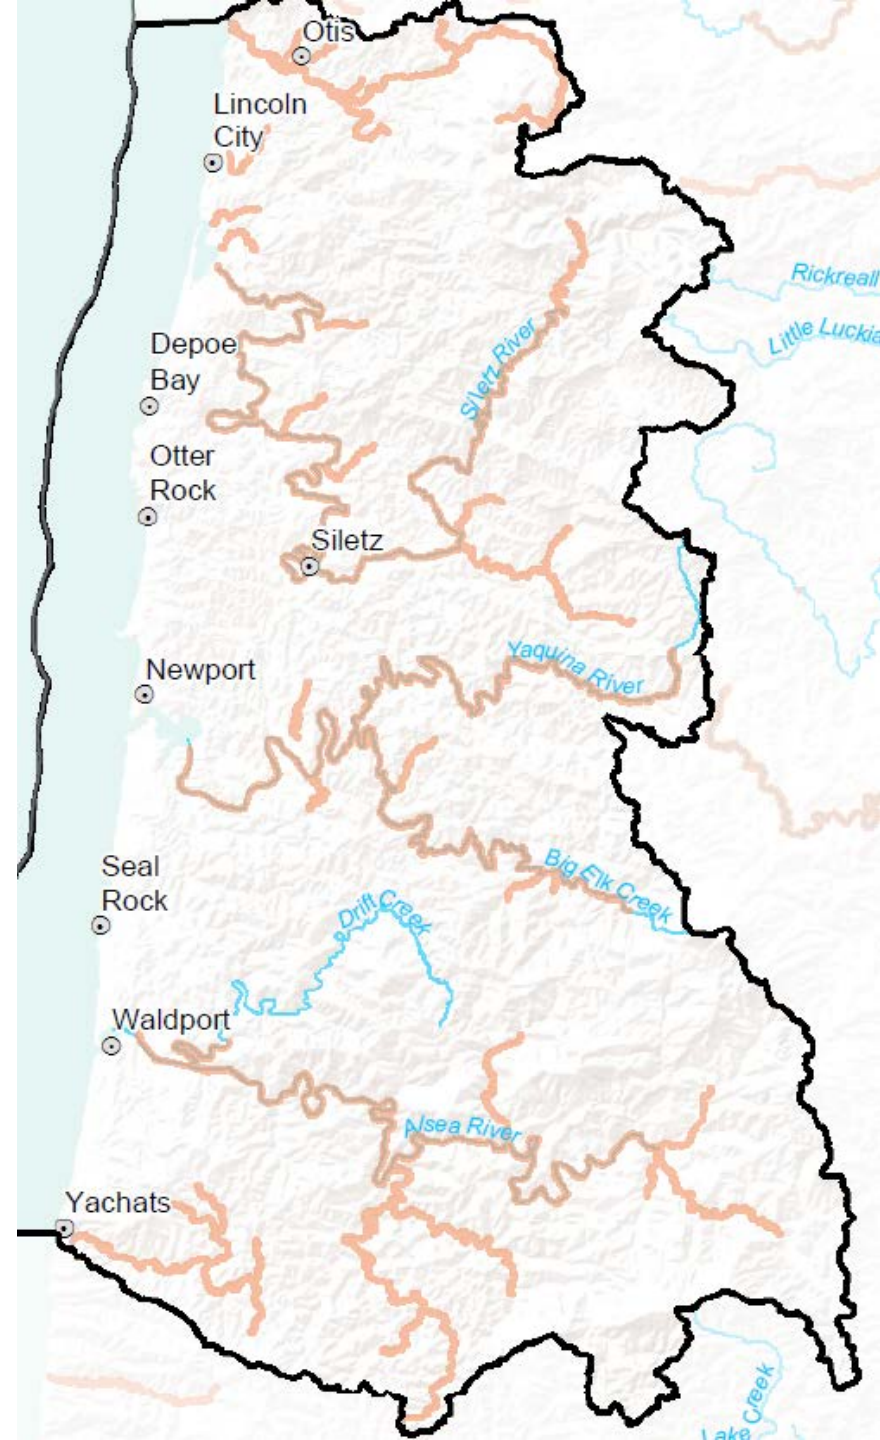 Otis
Lincoln
City
Rickreall
Little Luckia
Siletz River
Depoe
Bay
Otter
Rock
Siletz
Yaquina River
Newport
Big Elk Creek
Seal
Rock
Drift Creek
Waldport
Alsea River
Yachats
Lake Creek